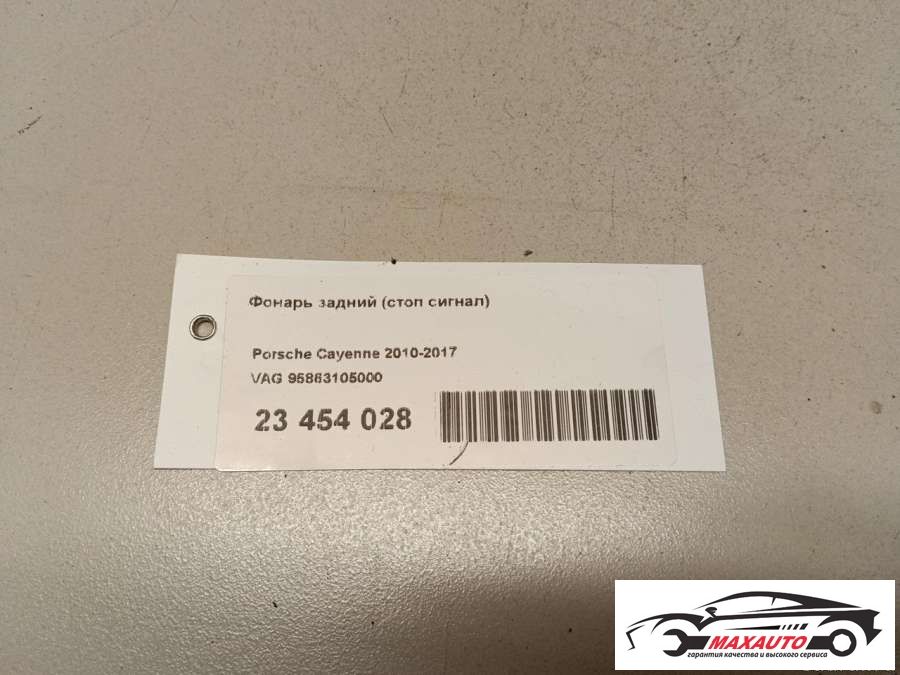 Фонарь задний (стоп сигнал)
Porsche Cayenne 2010-2017
VAG 95863105000
23 454 028
MAXAUTO
гарантия качества и высокого сервиса